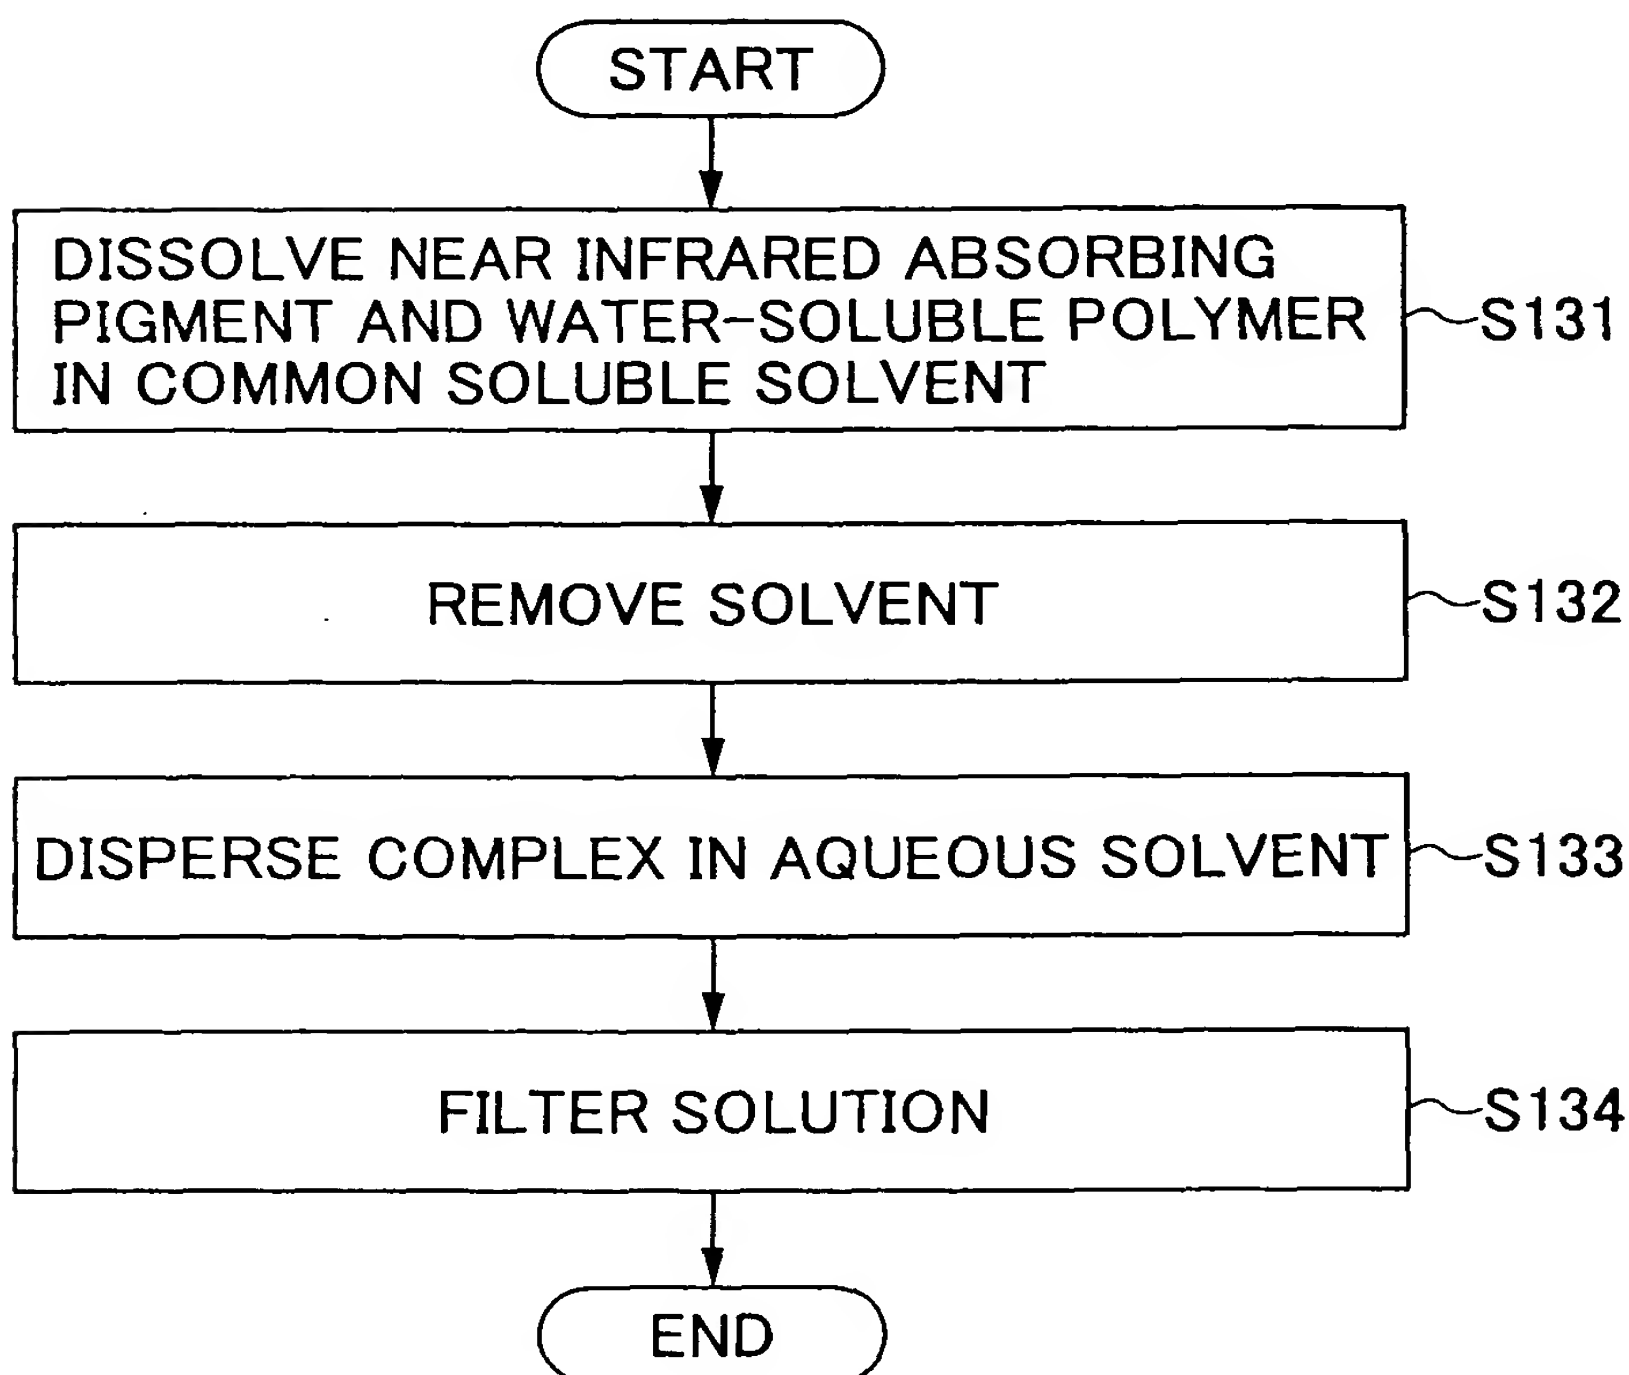 START
DISSOLVE NEAR INFRARED ABSORBING
PIGMENT AND WATER-SOLUBLE POLYMER
IN COMMON SOLUBLE SOLVENT
S131
REMOVE SOLVENT
S132
DISPERSE COMPLEX IN AQUEOUS SOLVENT
S133
FILTER SOLUTION
S134
END